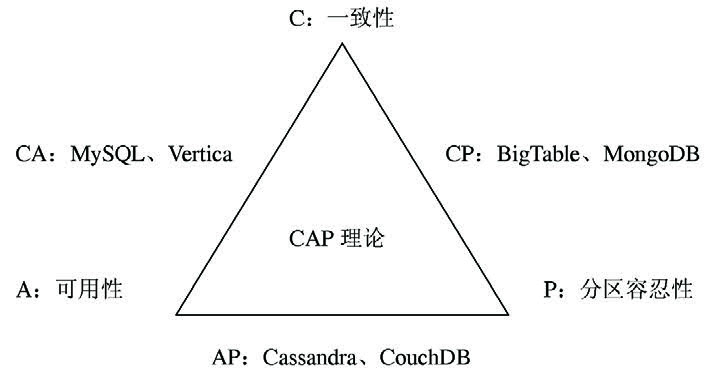 C：一致性
CA：MySQL、Vertica
CP：BigTable、MongoDB
CAP 理论
A：可用性
P：分区容忍性
AP：Cassandra、CouchDB